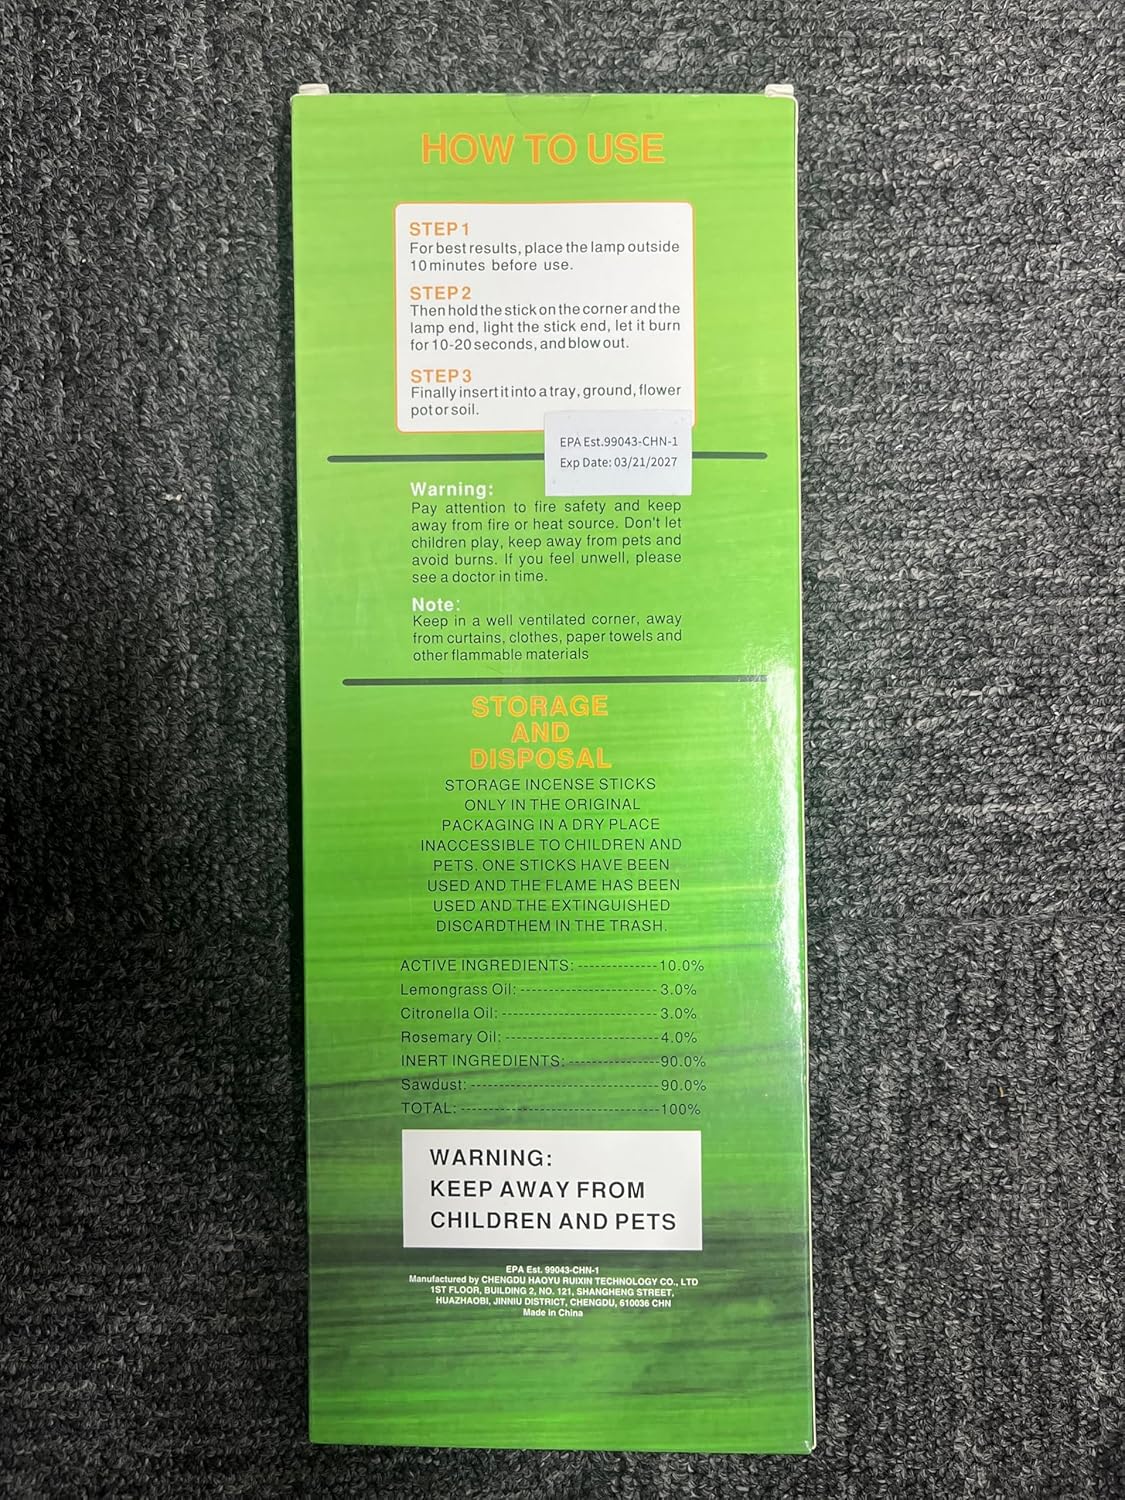 HOW TO USE
STEP 1
For best results, place the lamp outside
10 minutes before use.
STEP 2
Then hold the stick on the corner and the
lamp end, light the stick end, let it burn
for 10-20 seconds, and blow out.
STEP 3
Finally insert it into a tray, ground, flower
pot or soil.
EPA Est.99043-CHN-1
Exp Date: 03/21/2027
Warning:
Pay attention to fire safety and keep
away from fire or heat source. Don't let
children play, keep away from pets and
avoid burns. If you feel unwell, please
see a doctor in time.
Note:
Keep in a well ventilated corner, away
from curtains, clothes, paper towels and
other flammable materials
STORAGE
AND
DISPOSAL
STORAGE INCENSE STICKS
ONLY IN THE ORIGINAL
PACKAGING IN A DRY PLACE
INACCESSIBLE TO CHILDREN AND
PETS, ONE STICKS HAVE BEEN
USED AND THE FLAME HAS BEEN
USED AND THE EXTINGUISHED
DISCARDTHEM IN THE TRASH.
ACTIVE INGREDIENTS: --------------10.0%
Lemongrass Oil: ------------------------ 3.0%
Citronella Oil: --------------------------- 3.0%
Rosemary Oil: --------------------------- 4.0%
INERT INGREDIENTS: ----------------90.0%
Sawdust: ---------------------------------90.0%
TOTAL: -----------------------------------100%
WARNING:
KEEP AWAY FROM
CHILDREN AND PETS
EPA Est. 99043-CHN-1
Manufactured by CHENGDU HAOYU RUIXIN TECHNOLOGY CO., LTD
1ST FLOOR, BUILDING 2, NO. 121, SHANGHENG STREET,
HUAZHAOBI, JINNIU DISTRICT, CHENGDU, 610036 CHN
Made in China